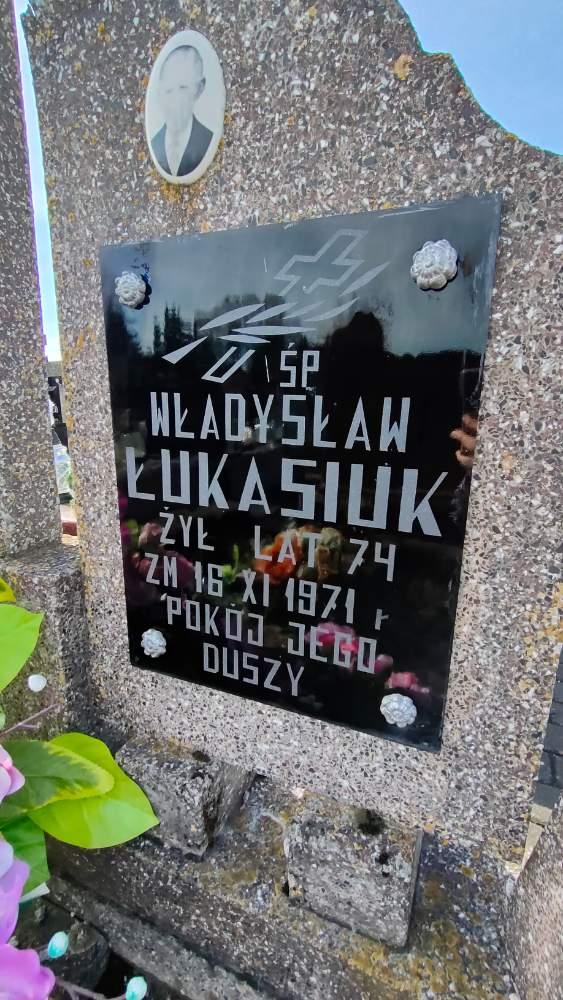 ŚP
WŁADYSŁAW
ŁUKASIUK
ŻYŁ LAT 74
ZM 16 XI 1971 r
POKÓJ JEGO
DUSZY